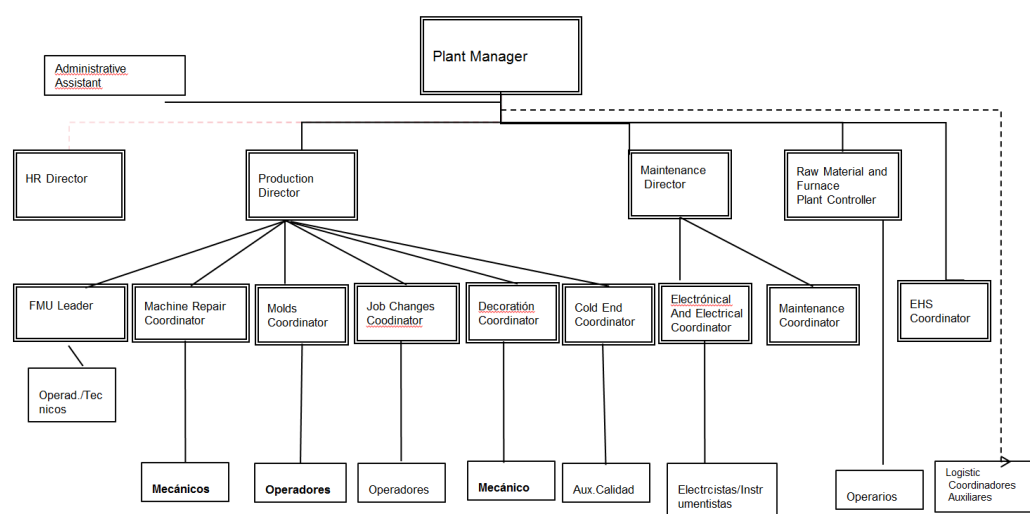 Plant Manager
Administrative
Assistant
HR Director
Production
Director
Maintenance
Director
Raw Material and
Furnace
Plant Controller
FMU Leader
Machine Repair
Coordinator
Molds
Coordinator
Job Changes
Coodinator
Decoratión
Coordinator
Cold End
Coordinator
Electrónical
And Electrical
Coordinator
Maintenance
Coordinator
EHS
Coordinator
Operad./Tec
nicos
Mecánicos
Operadores
Operadores
Mecánico
Aux.Calidad
Electrcistas/Instr
umentistas
Operarios
Logistic
Coordinadores
Auxiliares